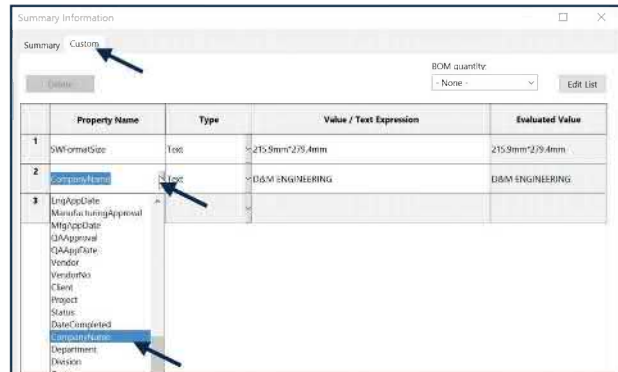 Summary Information
Summary Custom
BOM quantity:
Delete - None - Edit List
Property Name Type Value / Text Expression Evaluated Value
1 SWFormatSize Text 215.9mm*279.4mm 215.9mm*279.4mm
2 CompanyName Text D&M ENGINEERING D&M ENGINEERING
3 EngAppDate
ManufacturingApproval
MfgAppDate
QAApproval
QAAppDate
Vendor
VendorNo
Client
Project
Status
DateCompleted
CompanyName
Department
Division